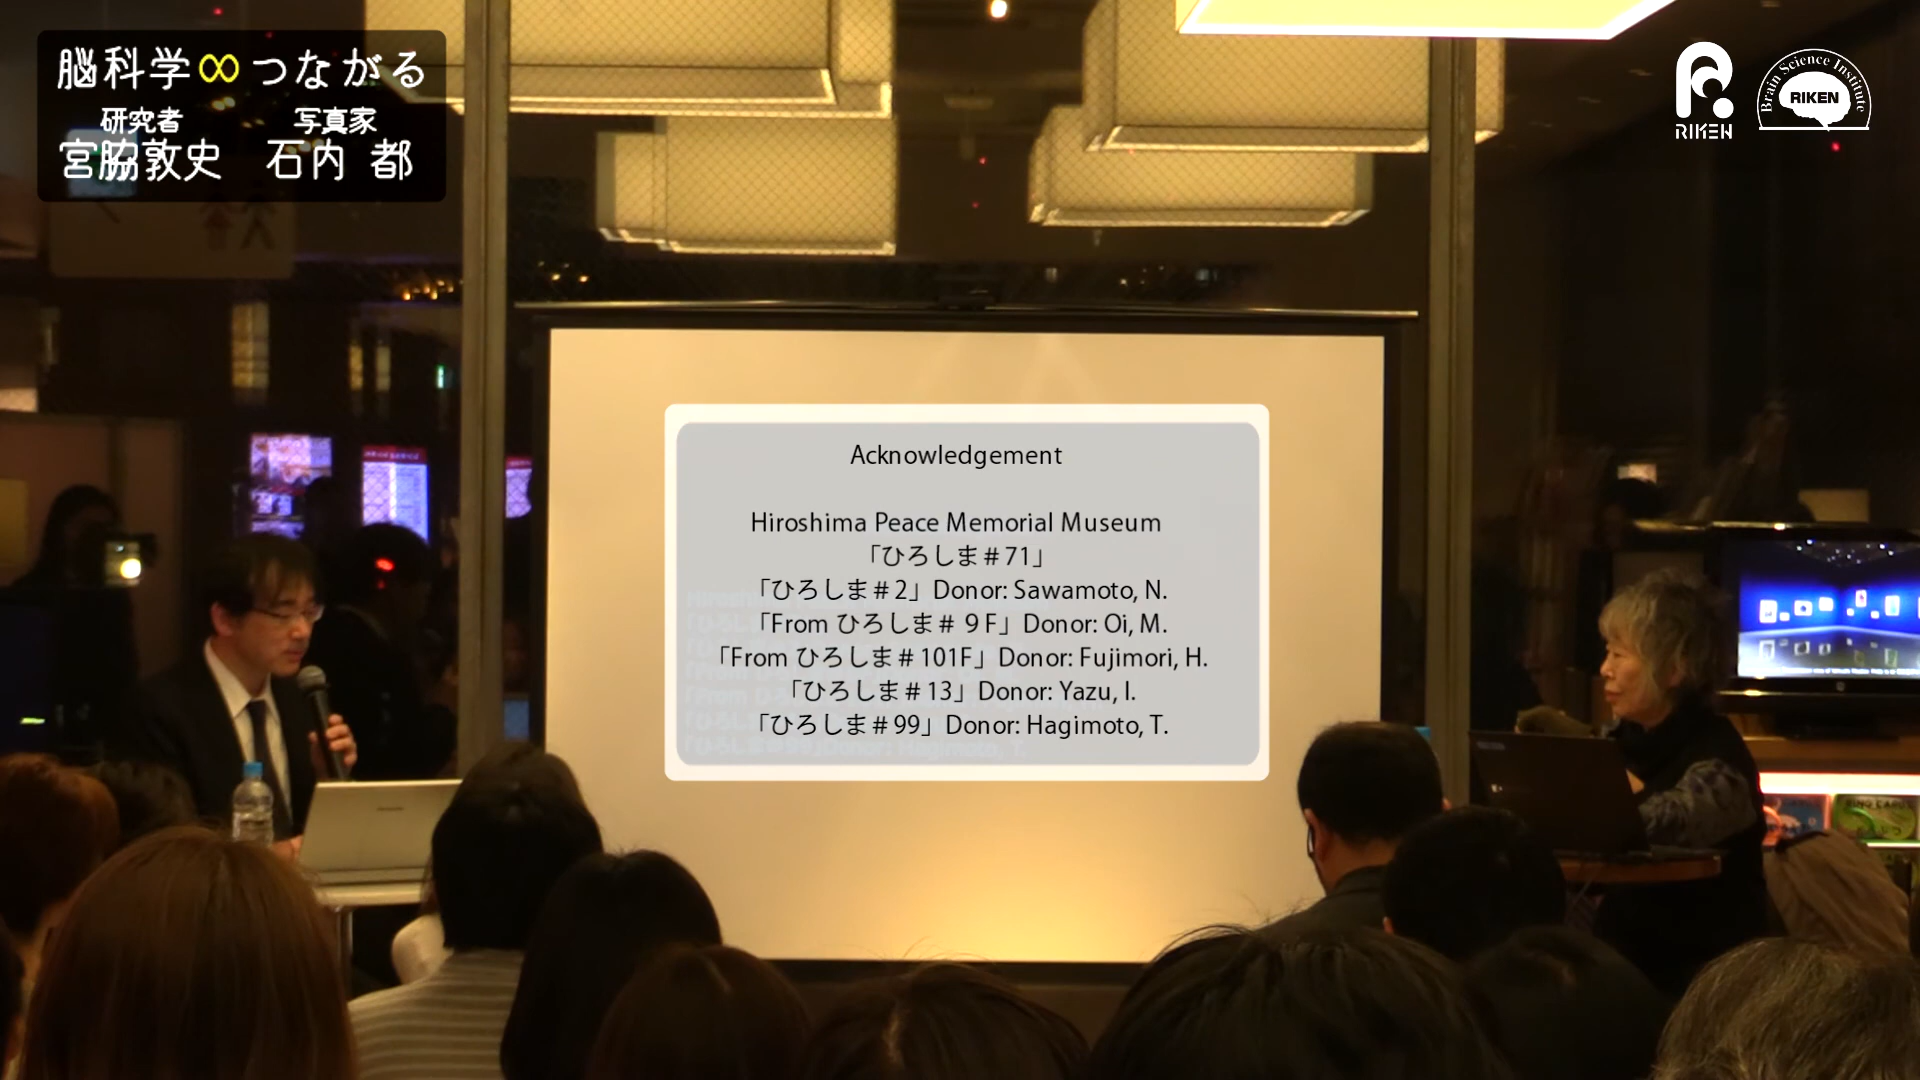 脳科学∞つながる
研究者 写真家
宮脇敦史 石内 都
RIKEN
Brain Science Institute
RIKEN
Acknowledgement
Hiroshima Peace Memorial Museum
「ひろしま#71」
「ひろしま#2」Donor: Sawamoto, N.
「From ひろしま# 9 F」Donor: Oi, M.
「From ひろしま#101F」Donor: Fujimori, H.
「ひろしま#13」Donor: Yazu, I.
「ひろしま#99」Donor: Hagimoto, T.